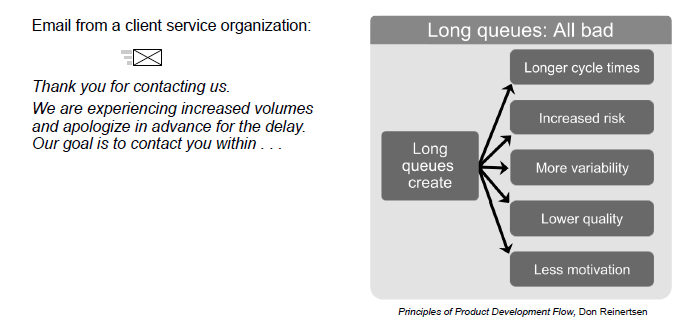 Email from a client service organization:
Thank you for contacting us.
We are experiencing increased volumes
and apologize in advance for the delay.
Our goal is to contact you within . . .
Long queues: All bad
Long
queues
create
Longer cycle times
Increased risk
More variability
Lower quality
Less motivation
Principles of Product Development Flow, Don Reinertsen